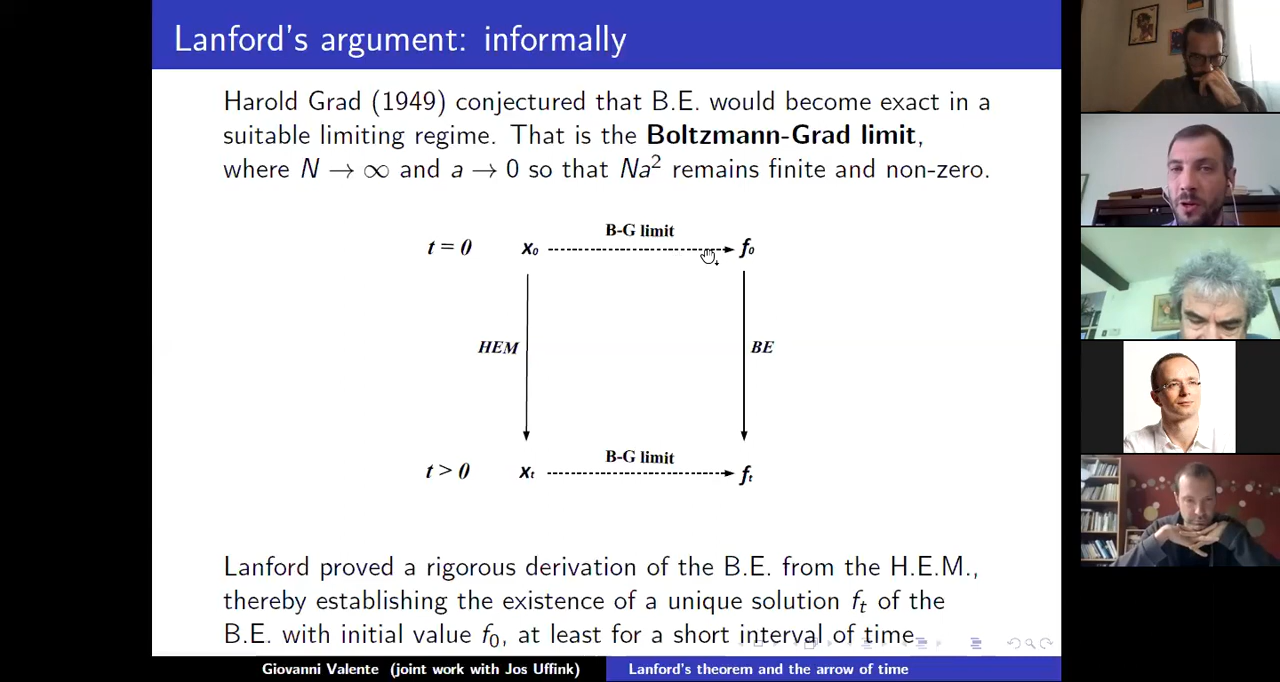 Lanford's argument: informally
Harold Grad (1949) conjectured that B.E. would become exact in a
suitable limiting regime. That is the Boltzmann-Grad limit,
where N → ∞ and a → 0 so that Na² remains finite and non-zero.
B-G limit
t = 0 x₀ f₀
HEM BE
B-G limit
t > 0 xₜ fₜ
Lanford proved a rigorous derivation of the B.E. from the H.E.M.,
thereby establishing the existence of a unique solution fₜ of the
B.E. with initial value f₀, at least for a short interval of time
Giovanni Valente (joint work with Jos Uffink) Lanford's theorem and the arrow of time